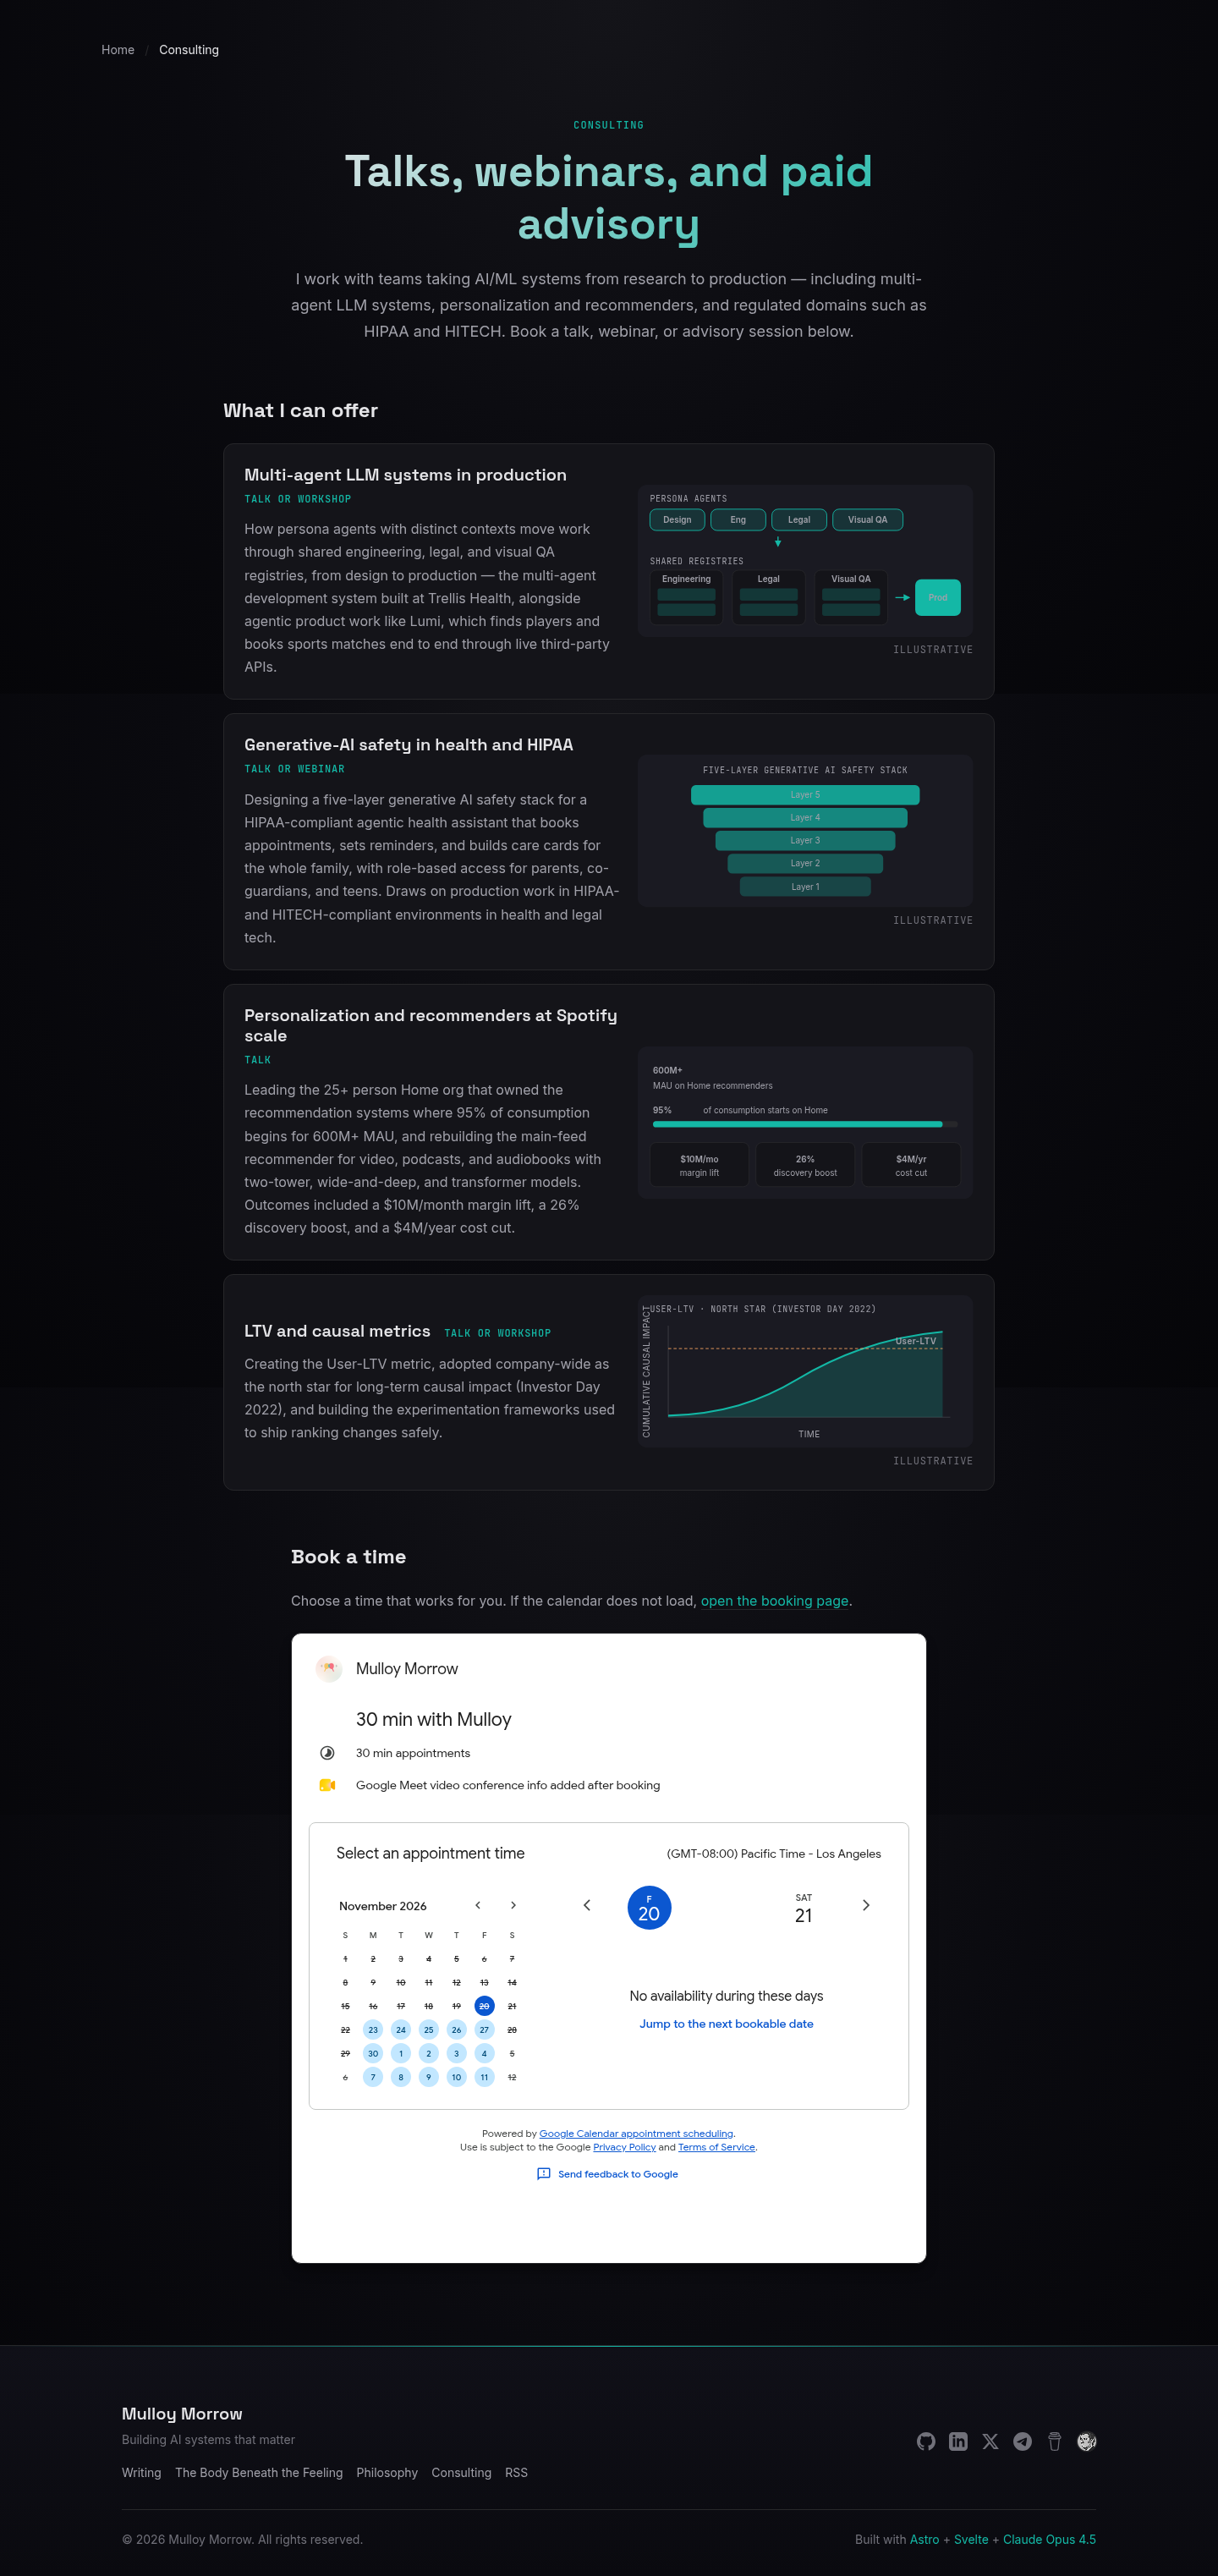 Home / Consulting
CONSULTING
Talks, webinars, and paid
advisory
I work with teams taking AI/ML systems from research to production — including multi-
agent LLM systems, personalization and recommenders, and regulated domains such as
HIPAA and HITECH. Book a talk, webinar, or advisory session below.
What I can offer
Multi-agent LLM systems in production
TALK OR WORKSHOP
How persona agents with distinct contexts move work
through shared engineering, legal, and visual QA
registries, from design to production — the multi-agent
development system built at Trellis Health, alongside
agentic product work like Lumi, which finds players and
books sports matches end to end through live third-party
APIs.
PERSONA AGENTS
Design Eng Legal Visual QA
SHARED REGISTRIES
Engineering Legal Visual QA
Prod
ILLUSTRATIVE
Generative-AI safety in health and HIPAA
TALK OR WEBINAR
Designing a five-layer generative AI safety stack for a
HIPAA-compliant agentic health assistant that books
appointments, sets reminders, and builds care cards for
the whole family, with role-based access for parents, co-
guardians, and teens. Draws on production work in HIPAA-
and HITECH-compliant environments in health and legal
tech.
FIVE-LAYER GENERATIVE AI SAFETY STACK
Layer 5
Layer 4
Layer 3
Layer 2
Layer 1
ILLUSTRATIVE
Personalization and recommenders at Spotify
scale
TALK
Leading the 25+ person Home org that owned the
recommendation systems where 95% of consumption
begins for 600M+ MAU, and rebuilding the main-feed
recommender for video, podcasts, and audiobooks with
two-tower, wide-and-deep, and transformer models.
Outcomes included a $10M/month margin lift, a 26%
discovery boost, and a $4M/year cost cut.
600M+
MAU on Home recommenders
95% of consumption starts on Home
$10M/mo 26% $4M/yr
margin lift discovery boost cost cut
LTV and causal metrics TALK OR WORKSHOP
Creating the User-LTV metric, adopted company-wide as
the north star for long-term causal impact (Investor Day
2022), and building the experimentation frameworks used
to ship ranking changes safely.
USER-LTV · NORTH STAR (INVESTOR DAY 2022)
CUMULATIVE CAUSAL IMPACT
User-LTV
TIME
ILLUSTRATIVE
Book a time
Choose a time that works for you. If the calendar does not load, open the booking page.
Mulloy Morrow
30 min with Mulloy
30 min appointments
Google Meet video conference info added after booking
Select an appointment time
(GMT-08:00) Pacific Time - Los Angeles
November 2026
S M T W T F S
1 2 3 4 5 6 7
8 9 10 11 12 13 14
15 16 17 18 19 20 21
22 23 24 25 26 27 28
29 30 1 2 3 4 5
6 7 8 9 10 11 12
F SAT
20 21
No availability during these days
Jump to the next bookable date
Powered by Google Calendar appointment scheduling.
Use is subject to the Google Privacy Policy and Terms of Service.
Send feedback to Google
Mulloy Morrow
Building AI systems that matter
Writing The Body Beneath the Feeling Philosophy Consulting RSS
© 2026 Mulloy Morrow. All rights reserved.
Built with Astro + Svelte + Claude Opus 4.5